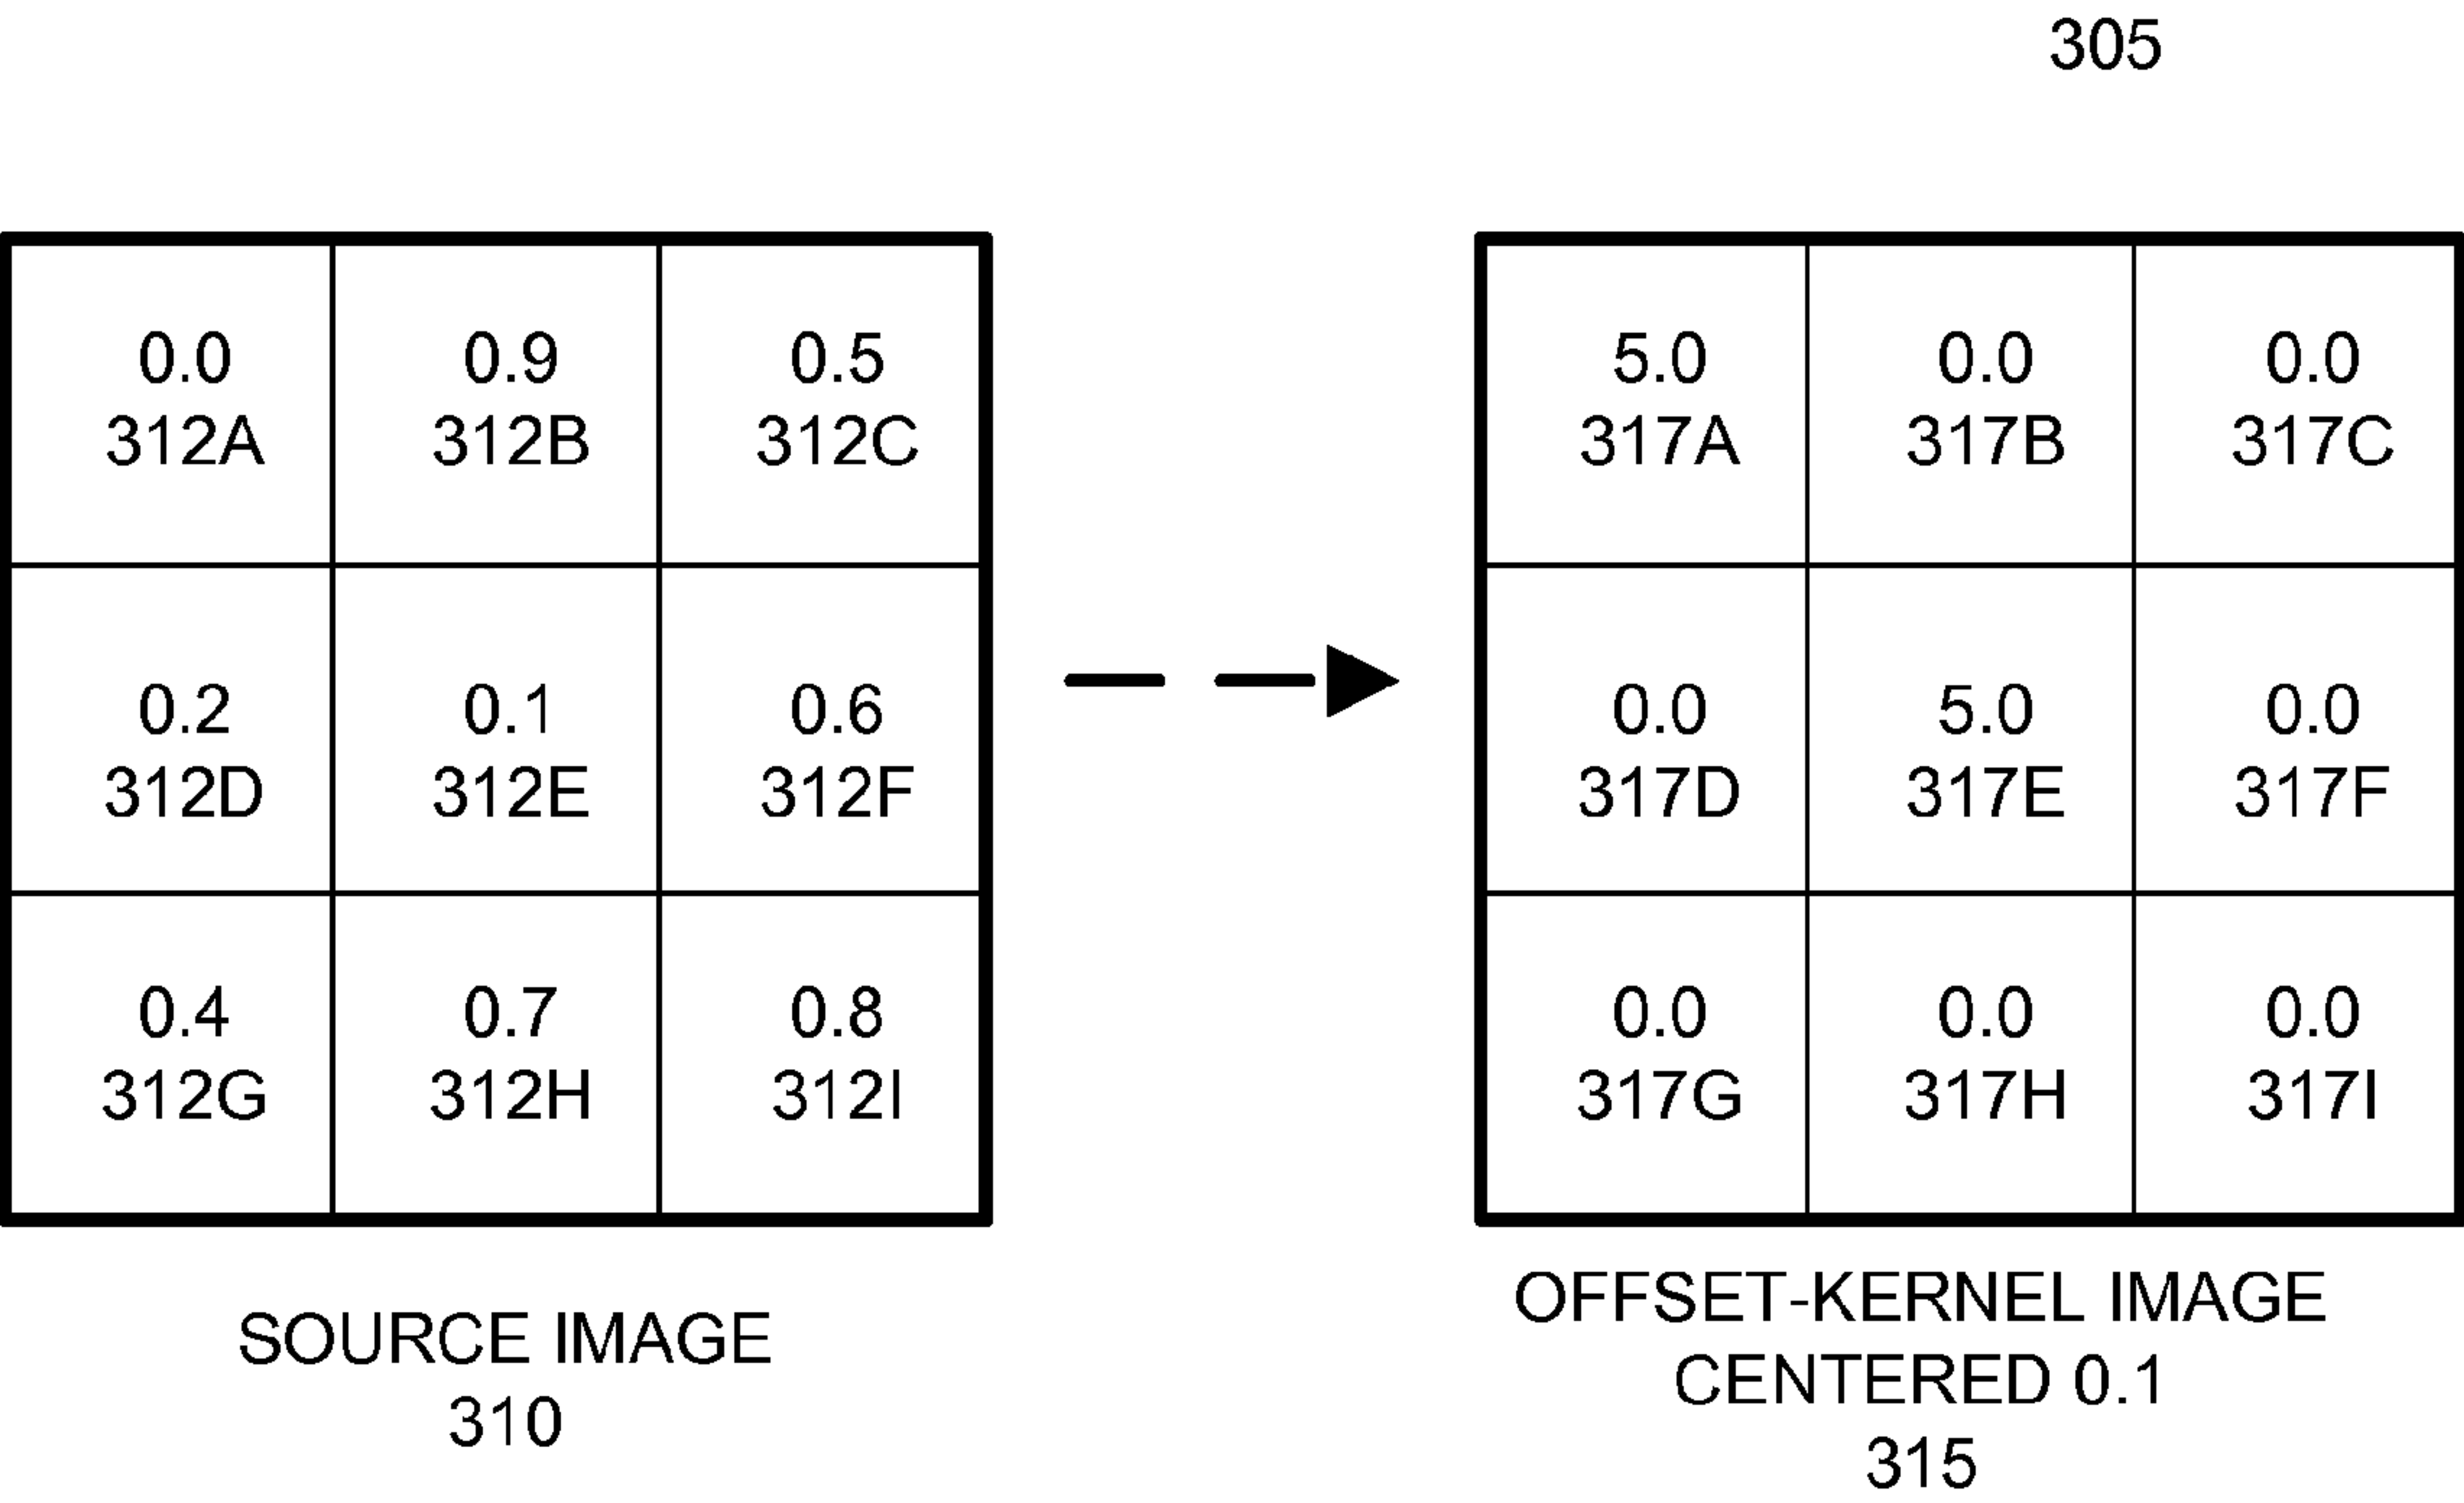 305
0.0 0.9 0.5
312A 312B 312C
0.2 0.1 0.6
312D 312E 312F
0.4 0.7 0.8
312G 312H 312I
SOURCE IMAGE
310
5.0 0.0 0.0
317A 317B 317C
0.0 5.0 0.0
317D 317E 317F
0.0 0.0 0.0
317G 317H 317I
OFFSET-KERNEL IMAGE
CENTERED 0.1
315